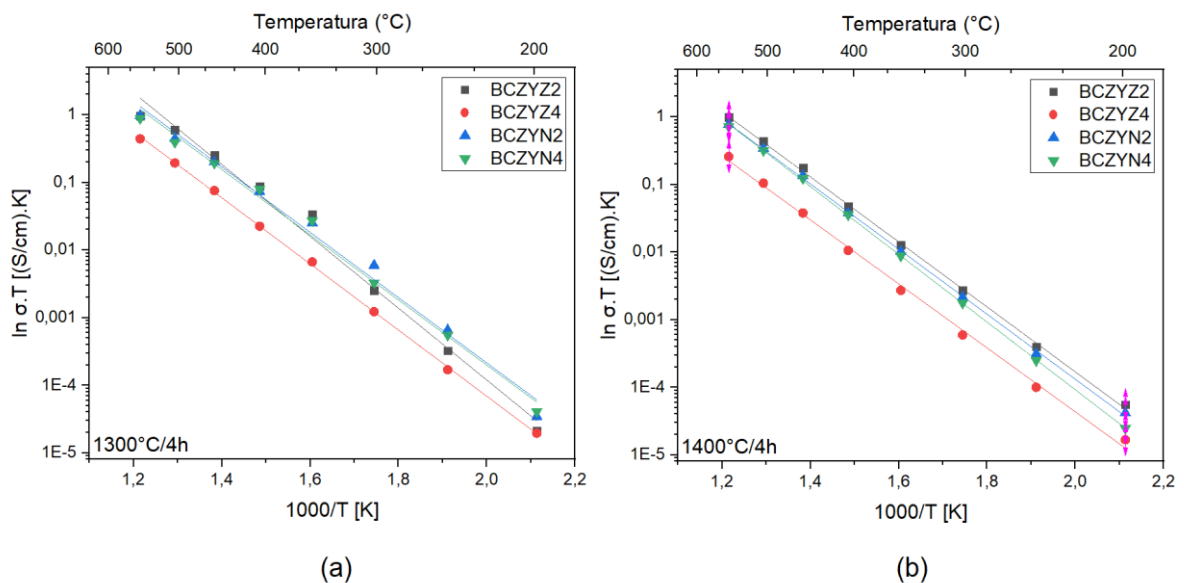 Temperatura (°C)
600 500 400 300 200
BCZYZ2
BCZYZ4
BCZYN2
BCZYN4
ln σ.T [(S/cm).K]
1
0,1
0,01
0,001
1E-4
1E-5
1300°C/4h
1,2 1,4 1,6 1,8 2,0 2,2
1000/T [K]
(a)
Temperatura (°C)
600 500 400 300 200
BCZYZ2
BCZYZ4
BCZYN2
BCZYN4
ln σ.T [(S/cm).K]
1
0,1
0,01
0,001
1E-4
1E-5
1400°C/4h
1,2 1,4 1,6 1,8 2,0 2,2
1000/T [K]
(b)